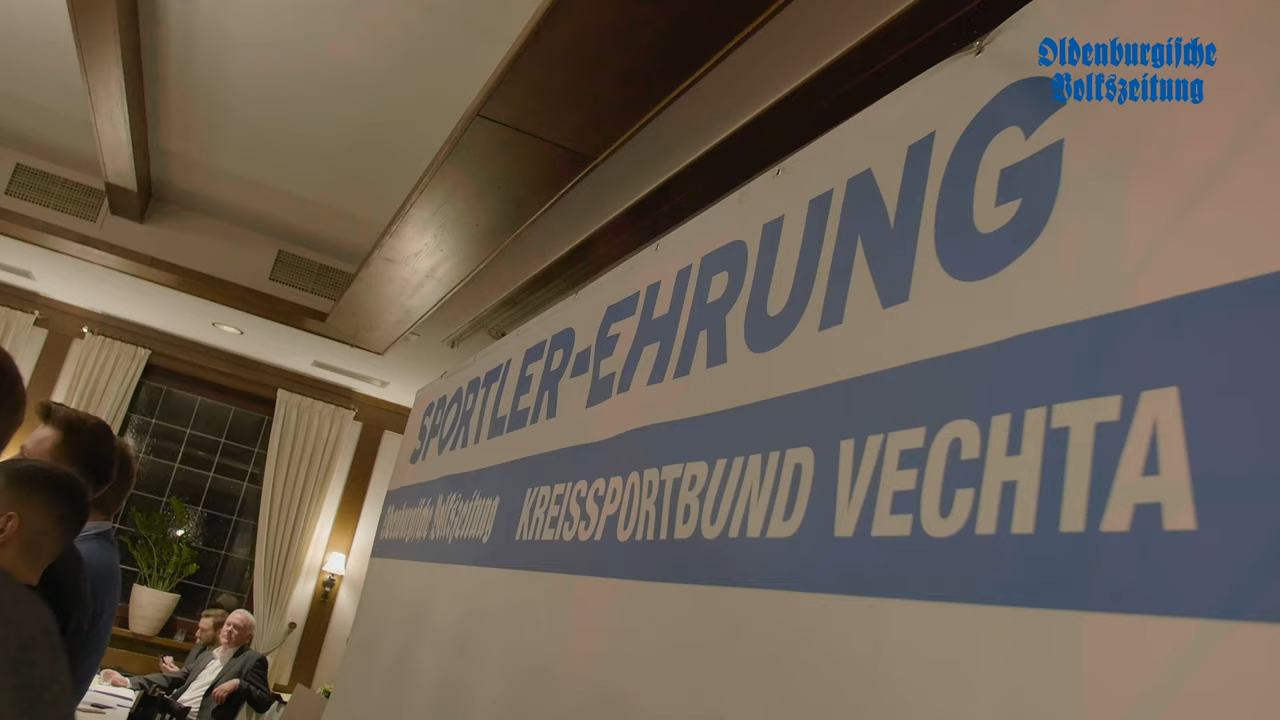 Oldenburgische
Volkszeitung
SPORTLER-EHRUNG
Oldenburgische Volkszeitung KREISSPORTBUND VECHTA